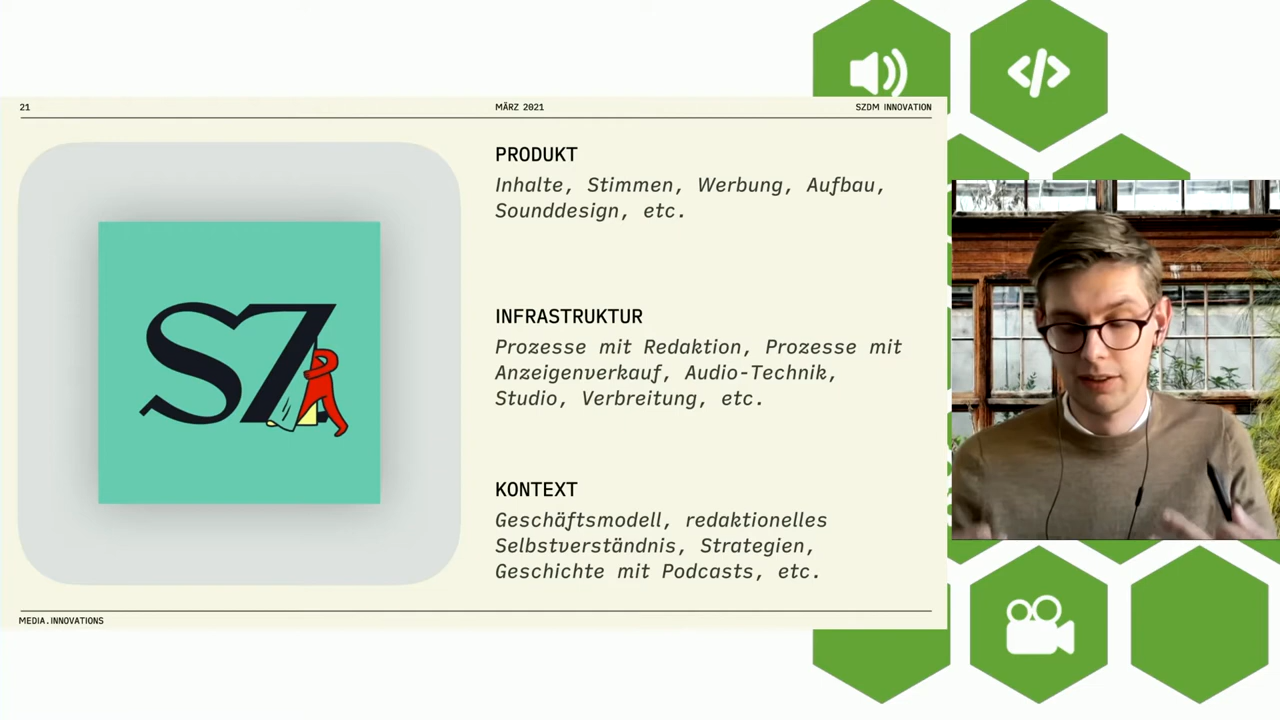 21
MÄRZ 2021
SZDM INNOVATION
SZ
PRODUKT
Inhalte, Stimmen, Werbung, Aufbau,
Sounddesign, etc.
INFRASTRUKTUR
Prozesse mit Redaktion, Prozesse mit
Anzeigenverkauf, Audio-Technik,
Studio, Verbreitung, etc.
KONTEXT
Geschäftsmodell, redaktionelles
Selbstverständnis, Strategien,
Geschichte mit Podcasts, etc.
MEDIA.INNOVATIONS